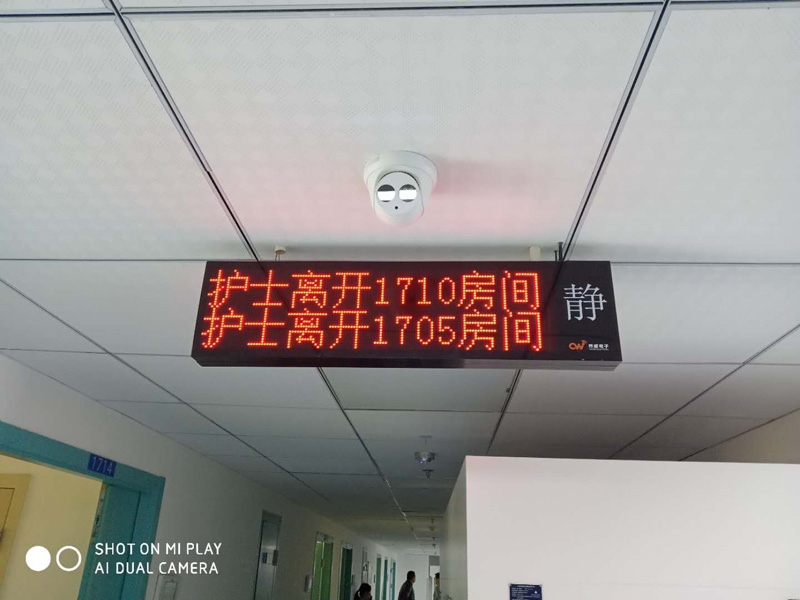 护士离开1710房间
护士离开1705房间
静
1714
SHOT ON MI PLAY
AI DUAL CAMERA